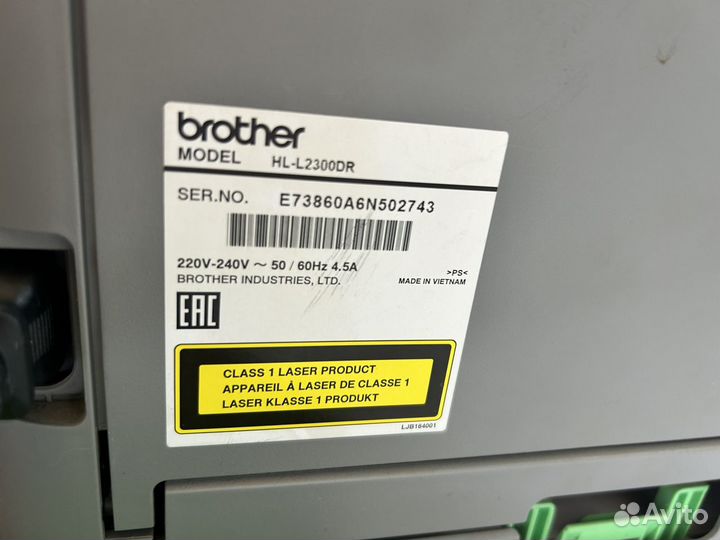 brother
MODEL HL-L2300DR
SER.NO. E73860A6N502743
220V-240V ~ 50 / 60Hz 4.5A
BROTHER INDUSTRIES, LTD.
>PS<
MADE IN VIETNAM
EAC
CLASS 1 LASER PRODUCT
APPAREIL À LASER DE CLASSE 1
LASER KLASSE 1 PRODUKT
LJB164001
Avito